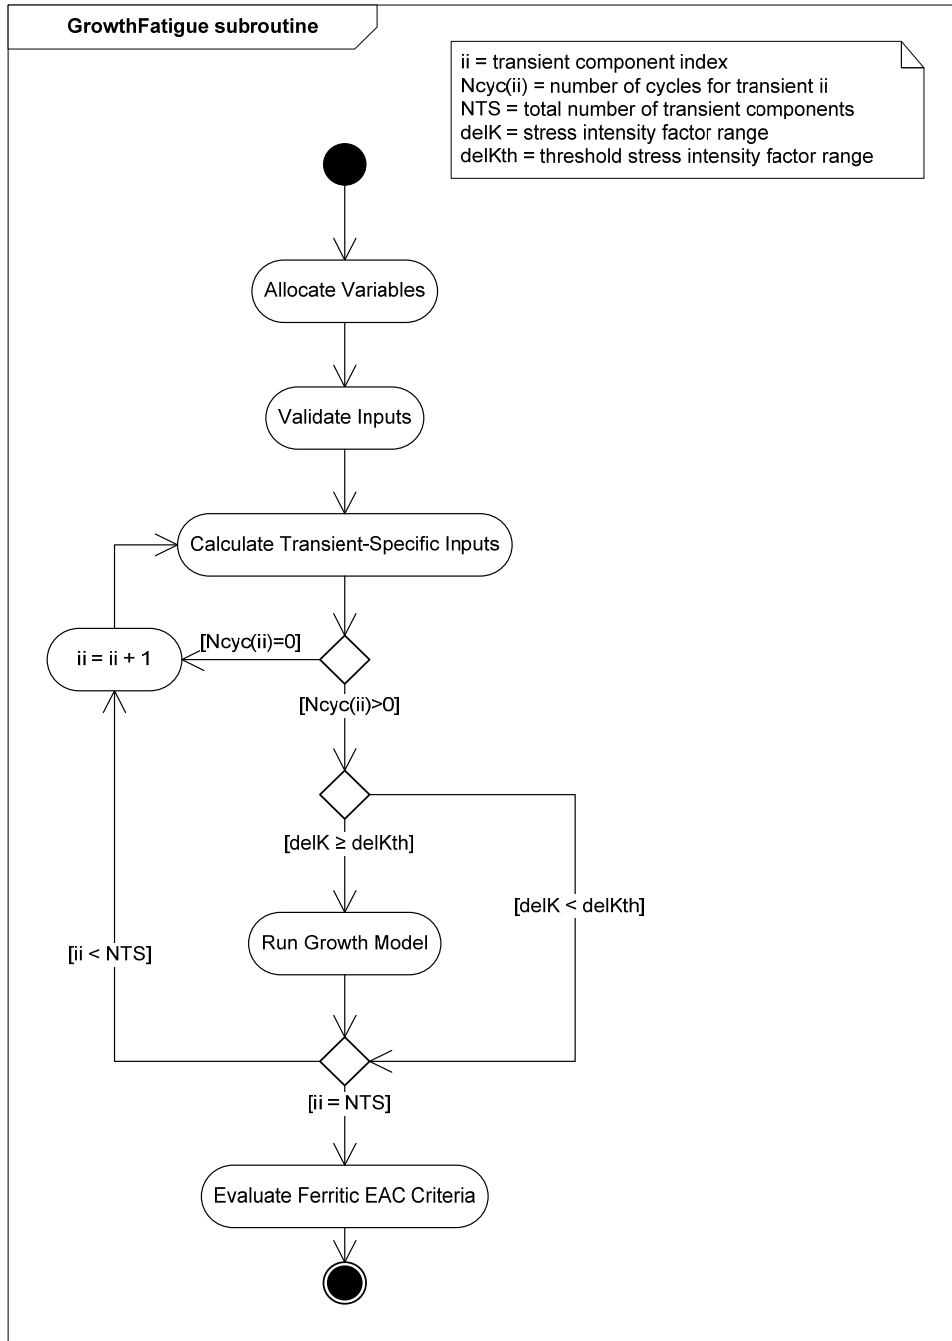 GrowthFatigue subroutine
ii = transient component index
Ncyc(ii) = number of cycles for transient ii
NTS = total number of transient components
delK = stress intensity factor range
delKth = threshold stress intensity factor range
Allocate Variables
Validate Inputs
Calculate Transient-Specific Inputs
[Ncyc(ii)=0]
ii = ii + 1
[Ncyc(ii)>0]
[delK ≥ delKth]
[delK < delKth]
Run Growth Model
[ii < NTS]
[ii = NTS]
Evaluate Ferritic EAC Criteria